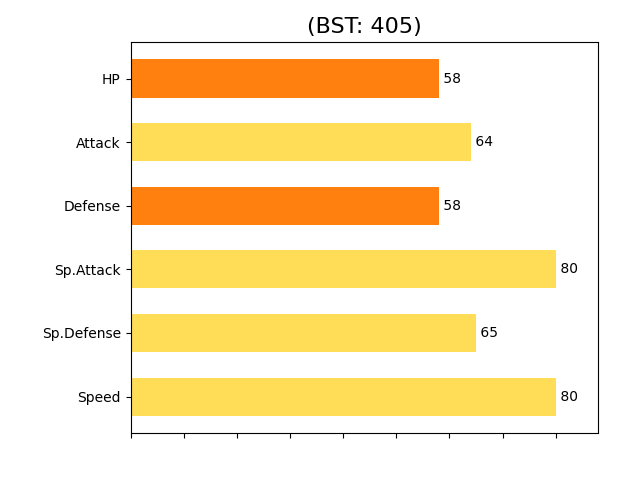 (BST: 405)
HP 58
Attack 64
Defense 58
Sp.Attack 80
Sp.Defense 65
Speed 80